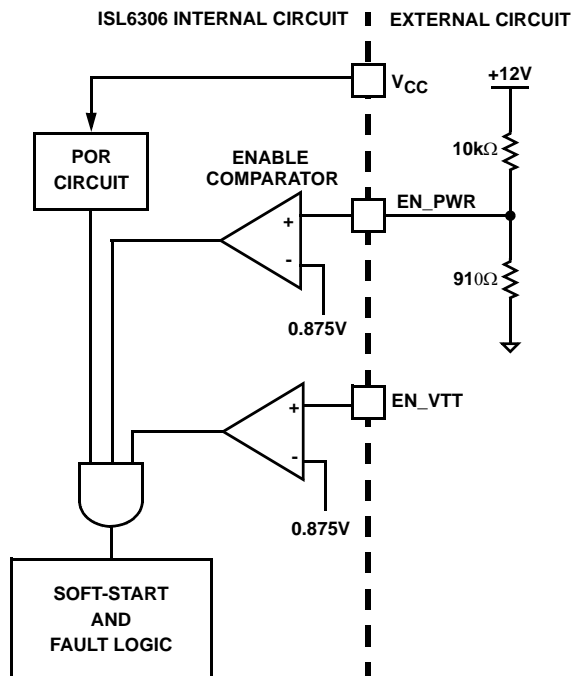 ISL6306 INTERNAL CIRCUIT
EXTERNAL CIRCUIT
VCC
+12V
10kΩ
POR
CIRCUIT
ENABLE
COMPARATOR
EN_PWR
+
-
910Ω
0.875V
EN_VTT
+
-
0.875V
SOFT-START
AND
FAULT LOGIC